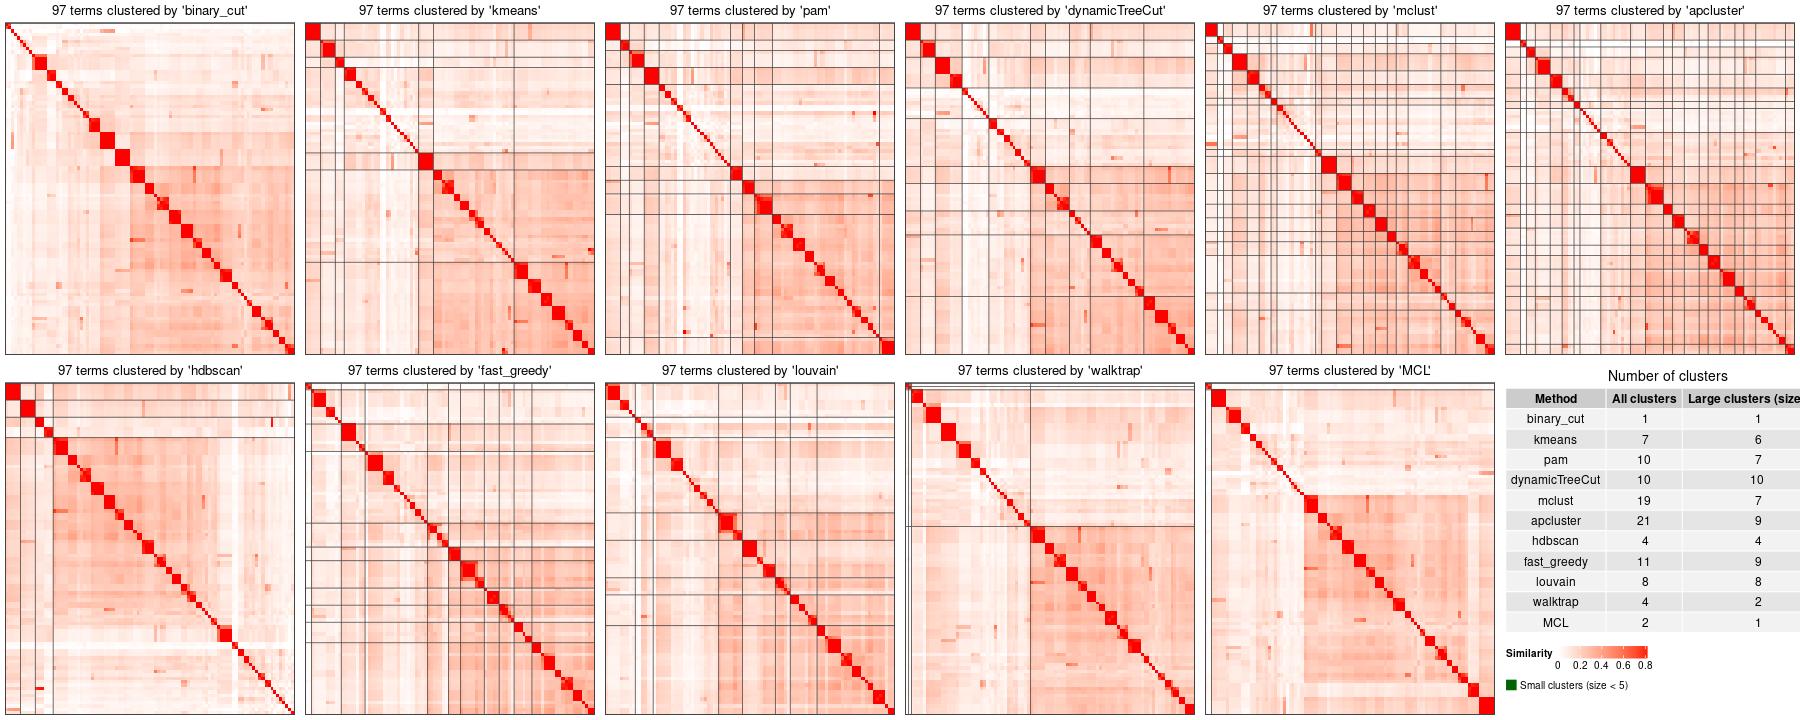 97 terms clustered by 'binary_cut'
97 terms clustered by 'kmeans'
97 terms clustered by 'pam'
97 terms clustered by 'dynamicTreeCut'
97 terms clustered by 'mclust'
97 terms clustered by 'apcluster'
97 terms clustered by 'hdbscan'
97 terms clustered by 'fast_greedy'
97 terms clustered by 'louvain'
97 terms clustered by 'walktrap'
97 terms clustered by 'MCL'
Number of clusters
Method All clusters Large clusters (size
binary_cut 1 1
kmeans 7 6
pam 10 7
dynamicTreeCut 10 10
mclust 19 7
apcluster 21 9
hdbscan 4 4
fast_greedy 11 9
louvain 8 8
walktrap 4 2
MCL 2 1
Similarity
0 0.2 0.4 0.6 0.8
Small clusters (size < 5)